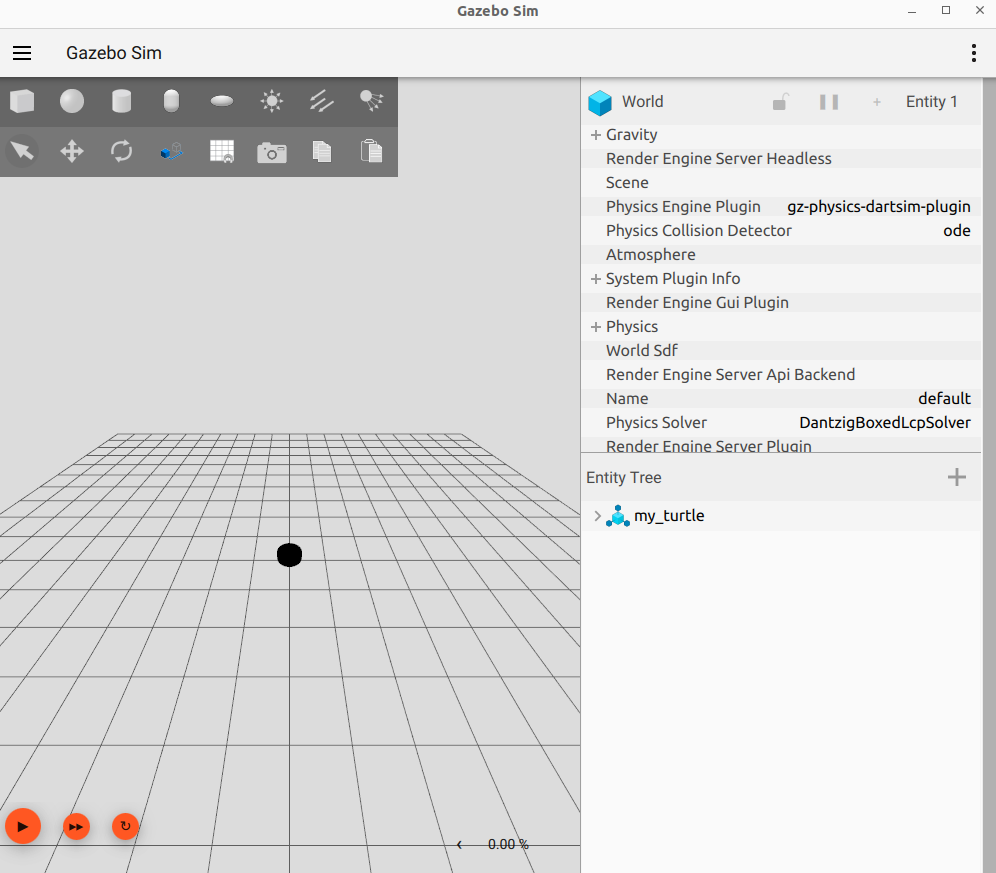 Gazebo Sim
Gazebo Sim
World Entity 1
Gravity
Render Engine Server Headless
Scene
Physics Engine Plugin gz-physics-dartsim-plugin
Physics Collision Detector ode
Atmosphere
System Plugin Info
Render Engine Gui Plugin
Physics
World Sdf
Render Engine Server Api Backend
Name default
Physics Solver DantzigBoxedLcpSolver
Render Engine Server Plugin
Entity Tree
my_turtle
0.00 %